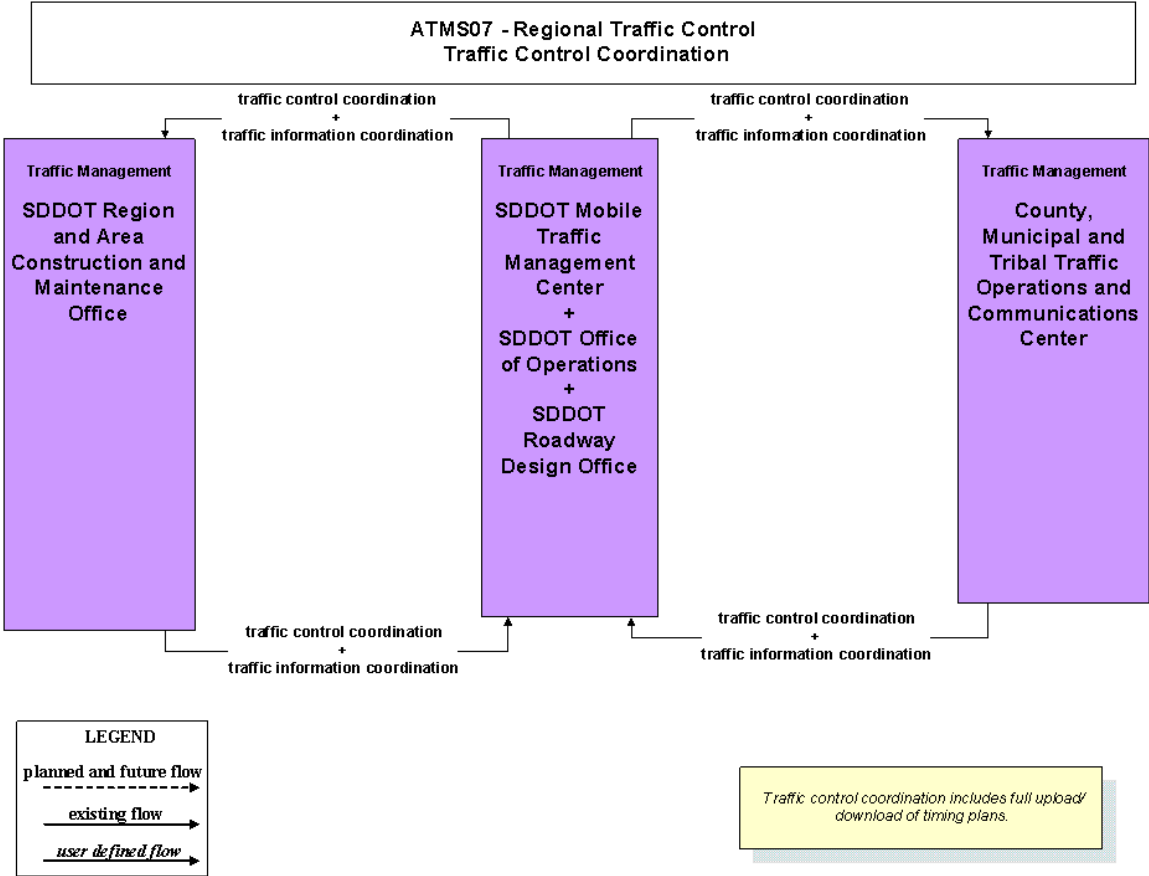 ATMS07 - Regional Traffic Control
Traffic Control Coordination
traffic control coordination
+
traffic information coordination
traffic control coordination
+
traffic information coordination
Traffic Management
SDDOT Region
and Area
Construction and
Maintenance
Office
Traffic Management
SDDOT Mobile
Traffic
Management
Center
+
SDDOT Office
of Operations
+
SDDOT
Roadway
Design Office
Traffic Management
County,
Municipal and
Tribal Traffic
Operations and
Communications
Center
traffic control coordination
+
traffic information coordination
traffic control coordination
+
traffic information coordination
LEGEND
planned and future flow
existing flow
user defined flow
Traffic control coordination includes full upload/
download of timing plans.